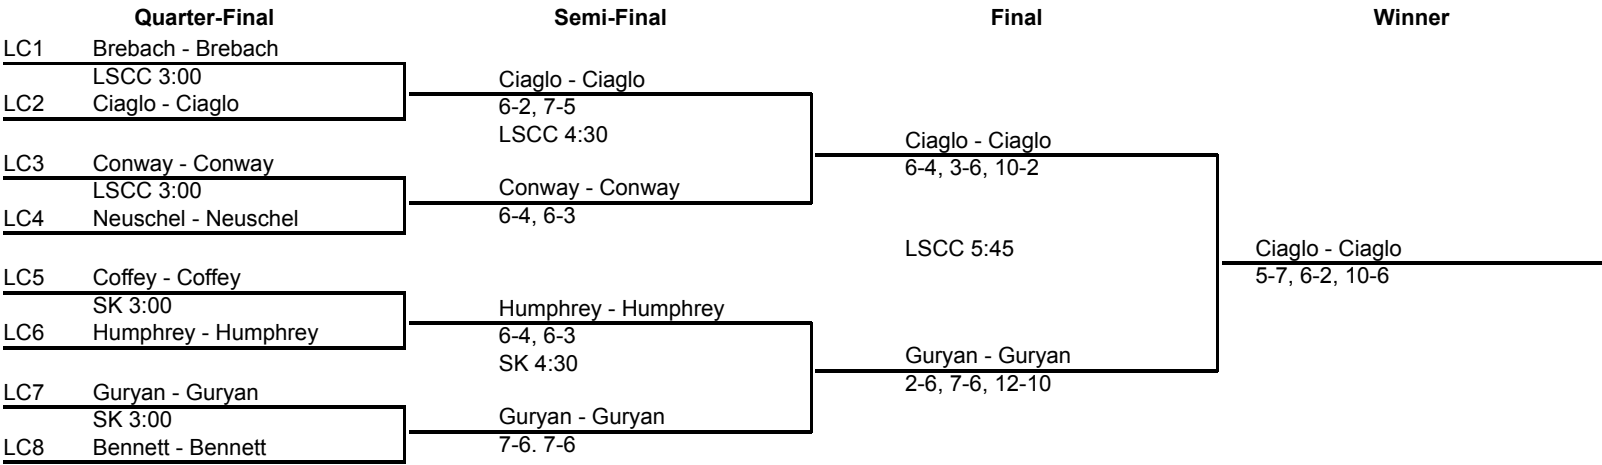 Quarter-Final Semi-Final Final Winner
LC1 Brebach - Brebach
LSCC 3:00
LC2 Ciaglo - Ciaglo
Ciaglo - Ciaglo
6-2, 7-5
LSCC 4:30
LC3 Conway - Conway
LSCC 3:00
LC4 Neuschel - Neuschel
Conway - Conway
6-4, 6-3
Ciaglo - Ciaglo
6-4, 3-6, 10-2
LSCC 5:45
Ciaglo - Ciaglo
5-7, 6-2, 10-6
LC5 Coffey - Coffey
SK 3:00
LC6 Humphrey - Humphrey
Humphrey - Humphrey
6-4, 6-3
SK 4:30
Guryan - Guryan
2-6, 7-6, 12-10
LC7 Guryan - Guryan
SK 3:00
LC8 Bennett - Bennett
Guryan - Guryan
7-6. 7-6